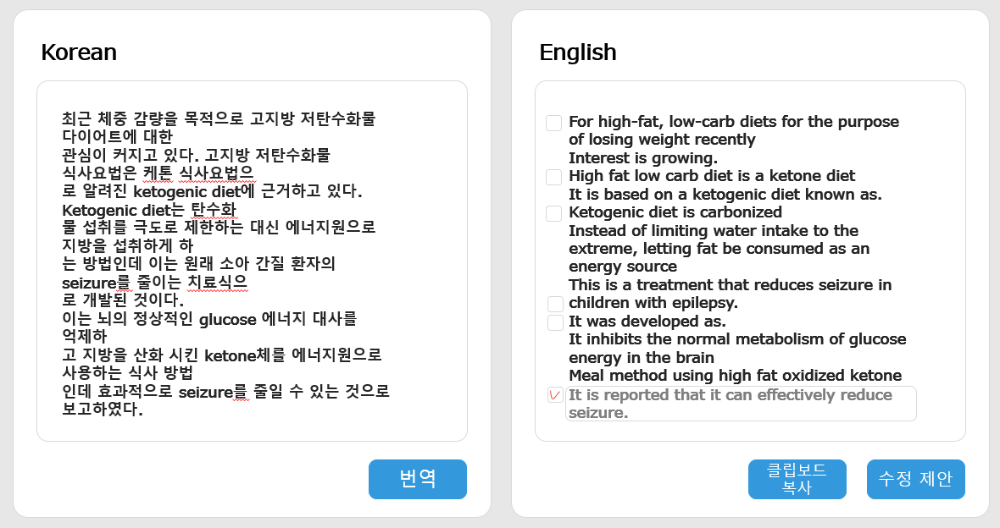 Korean
최근 체중 감량을 목적으로 고지방 저탄수화물
다이어트에 대한
관심이 커지고 있다. 고지방 저탄수화물
식사요법은 케톤 식사요법으
로 알려진 ketogenic diet에 근거하고 있다.
Ketogenic diet는 탄수화
물 섭취를 극도로 제한하는 대신 에너지원으로
지방을 섭취하게 하
는 방법인데 이는 원래 소아 간질 환자의
seizure를 줄이는 치료식으
로 개발된 것이다.
이는 뇌의 정상적인 glucose 에너지 대사를
억제하
고 지방을 산화 시킨 ketone체를 에너지원으로
사용하는 식사 방법
인데 효과적으로 seizure를 줄일 수 있는 것으로
보고하였다.
번역
English
For high-fat, low-carb diets for the purpose
of losing weight recently
Interest is growing.
High fat low carb diet is a ketone diet
It is based on a ketogenic diet known as.
Ketogenic diet is carbonized
Instead of limiting water intake to the
extreme, letting fat be consumed as an
energy source
This is a treatment that reduces seizure in
children with epilepsy.
It was developed as.
It inhibits the normal metabolism of glucose
energy in the brain
Meal method using high fat oxidized ketone
It is reported that it can effectively reduce
seizure.
클립보드
복사
수정 제안